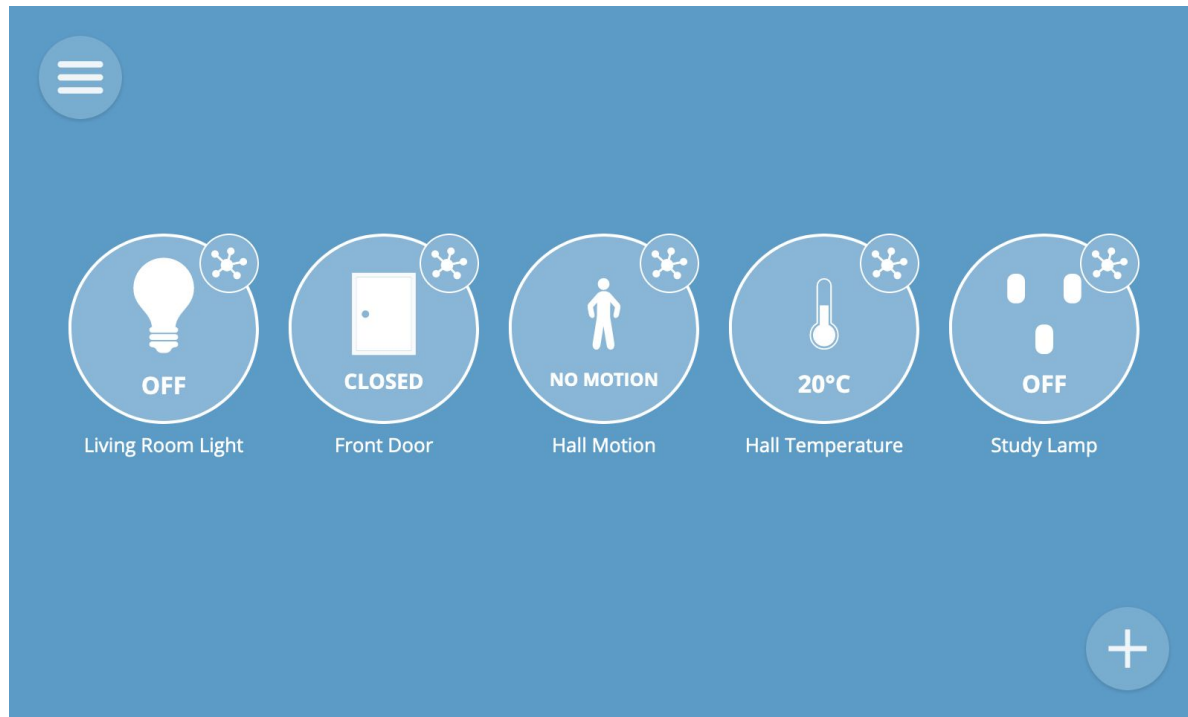 OFF
Living Room Light
CLOSED
Front Door
NO MOTION
Hall Motion
20°C
Hall Temperature
OFF
Study Lamp